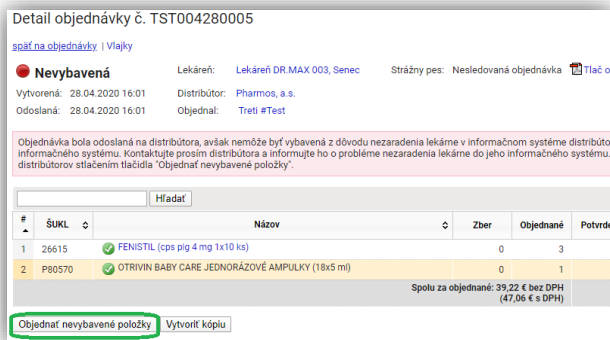 Detail objednávky č. TST004280005
späť na objednávky | Vlajky
Nevybavená Lekáreň: Lekáreň DR.MAX 003, Senec Strážny pes: Nesledovaná objednávka Tlač o
Vytvorená: 28.04.2020 16:01 Distribútor: Pharmos, a.s.
Odoslaná: 28.04.2020 16:01 Objednal: Treti #Test
Objednávka bola odoslaná na distribútora, avšak nemôže byť vybavená z dôvodu nezaradenia lekárne v informačnom systéme distribúto
informačného systému. Kontaktujte prosím distribútora a informujte ho o probléme nezaradenia lekárne do jeho informačného systému.
distribútorov stlačením tlačidla "Objednať nevybavené položky".
Hľadať
# ŠUKL Názov Zber Objednané Potvrde
1 26615 FENISTIL (cps plg 4 mg 1x10 ks) 0 3
2 P80570 OTRIVIN BABY CARE JEDNORÁZOVÉ AMPULKY (18x5 ml) 0 1
Spolu za objednané: 39,22 € bez DPH
(47,06 € s DPH)
Objednať nevybavené položky Vytvoriť kópiu